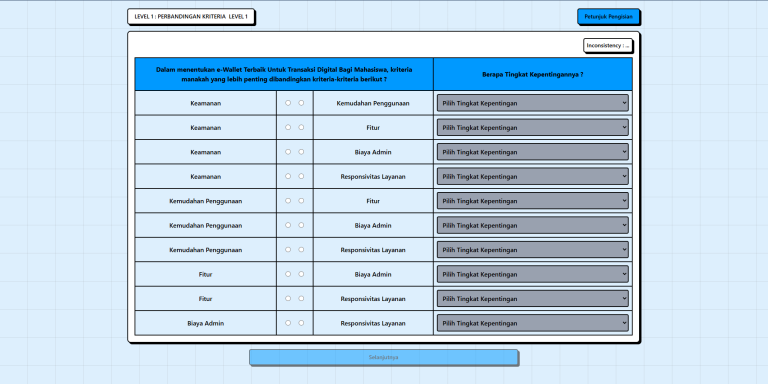 LEVEL 1 : PERBANDINGAN KRITERIA LEVEL 1
Petunjuk Pengisian
Inconsistency : ...
Dalam menentukan e-Wallet Terbaik Untuk Transaksi Digital Bagi Mahasiswa, kriteria
manakah yang lebih penting dibandingkan kriteria-kriteria berikut ?
Berapa Tingkat Kepentingannya ?
Keamanan Kemudahan Penggunaan Pilih Tingkat Kepentingan
Keamanan Fitur Pilih Tingkat Kepentingan
Keamanan Biaya Admin Pilih Tingkat Kepentingan
Keamanan Responsivitas Layanan Pilih Tingkat Kepentingan
Kemudahan Penggunaan Fitur Pilih Tingkat Kepentingan
Kemudahan Penggunaan Biaya Admin Pilih Tingkat Kepentingan
Kemudahan Penggunaan Responsivitas Layanan Pilih Tingkat Kepentingan
Fitur Biaya Admin Pilih Tingkat Kepentingan
Fitur Responsivitas Layanan Pilih Tingkat Kepentingan
Biaya Admin Responsivitas Layanan Pilih Tingkat Kepentingan
Selanjutnya